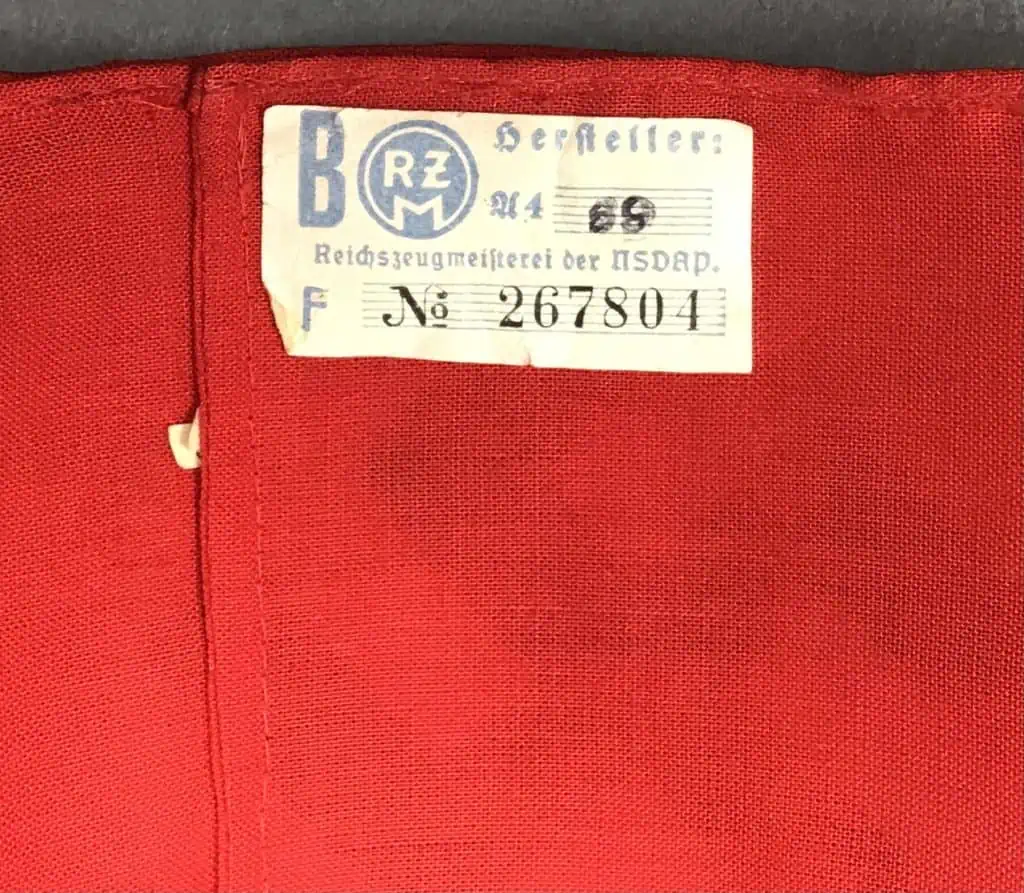 B RZM Herſteller:
A4
Reichszeugmeiſterei der NSDAP.
F № 267804